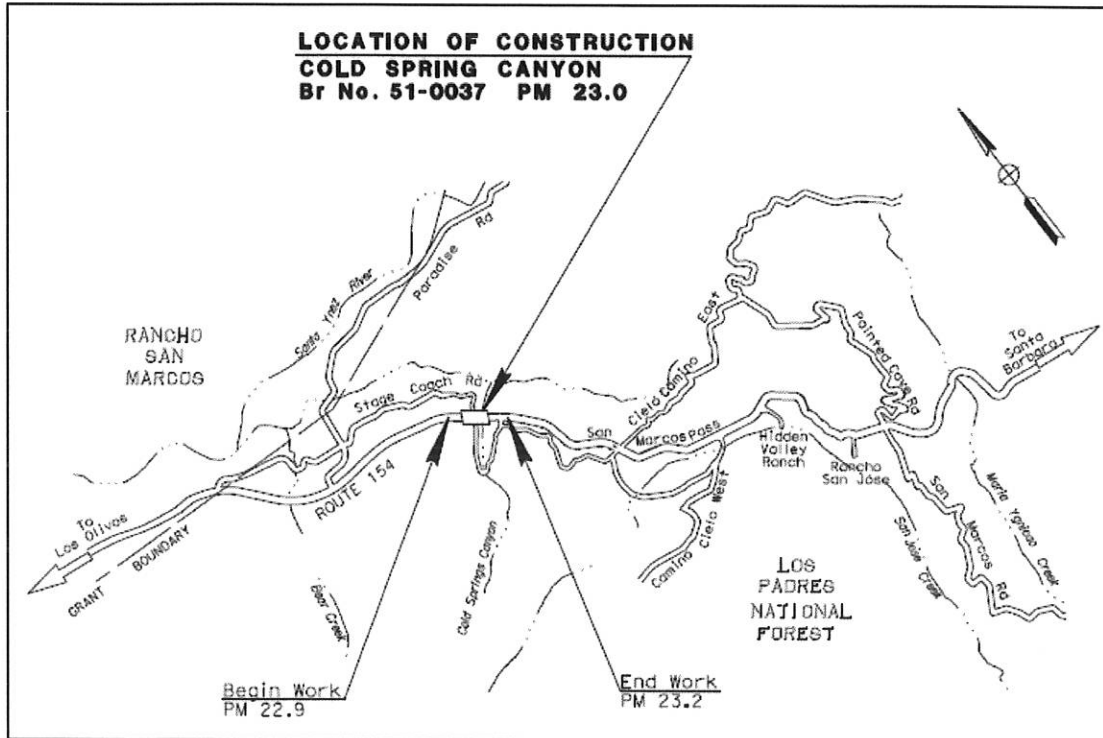 LOCATION OF CONSTRUCTION
COLD SPRING CANYON
Br No. 51-0037 PM 23.0
RANCHO
SAN
MARCOS
Santa Ynez River
Paradise Rd
Stage Coach Rd
East
Cielo Camino
Painted Cave Rd
To
Santa
Barbara
San
Marcos Pass
Hidden
Valley
Ranch
Rancho
San Jose
ROUTE 154
To
Los Olivos
GRANT BOUNDARY
Bear Creek
Cold Springs Canyon
Camino Cielo West
LOS
PADRES
NATIONAL
FOREST
San Jose Creek
San Marcos Rd
Maria Ygnacio Creek
Begin Work
PM 22.9
End Work
PM 23.2